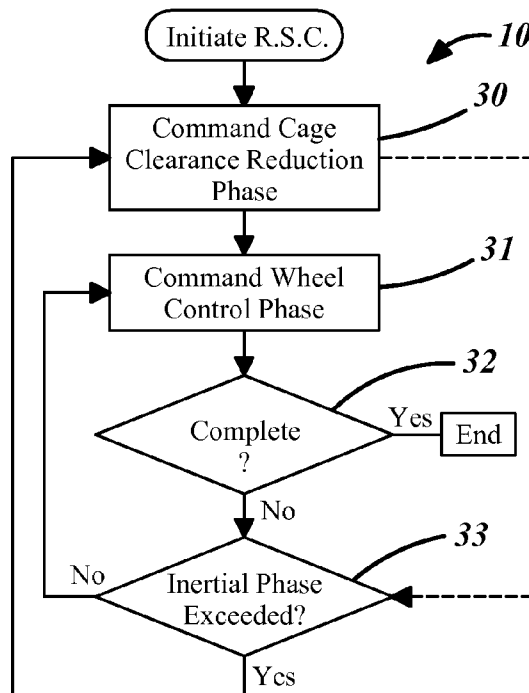 Initiate R.S.C.
10
30
Command Cage
Clearance Reduction
Phase
31
Command Wheel
Control Phase
32
Complete
?
Yes
End
No
33
Inertial Phase
Exceeded?
No
Yes